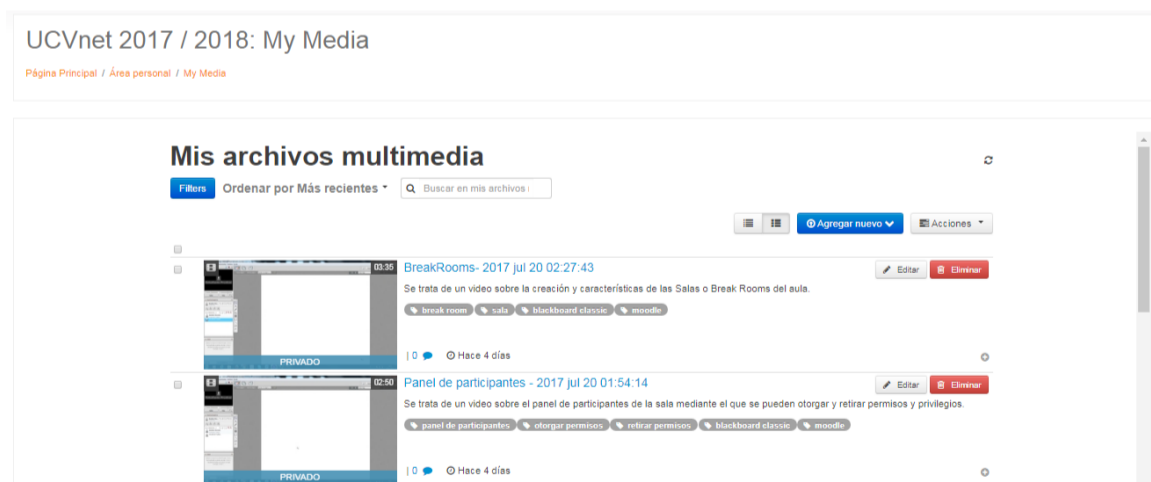 UCVnet 2017 / 2018: My Media
Página Principal / Área personal / My Media
Mis archivos multimedia
Filters Ordenar por Más recientes Buscar en mis archivos
Agregar nuevo Acciones
03:35 BreakRooms- 2017 jul 20 02:27:43 Editar Eliminar
Se trata de un video sobre la creación y características de las Salas o Break Rooms del aula.
break room sala blackboard classic moodle
PRIVADO | 0 Hace 4 días
02:50 Panel de participantes - 2017 jul 20 01:54:14 Editar Eliminar
Se trata de un video sobre el panel de participantes de la sala mediante el que se pueden otorgar y retirar permisos y privilegios.
panel de participantes otorgar permisos retirar permisos blackboard classic moodle
PRIVADO | 0 Hace 4 días